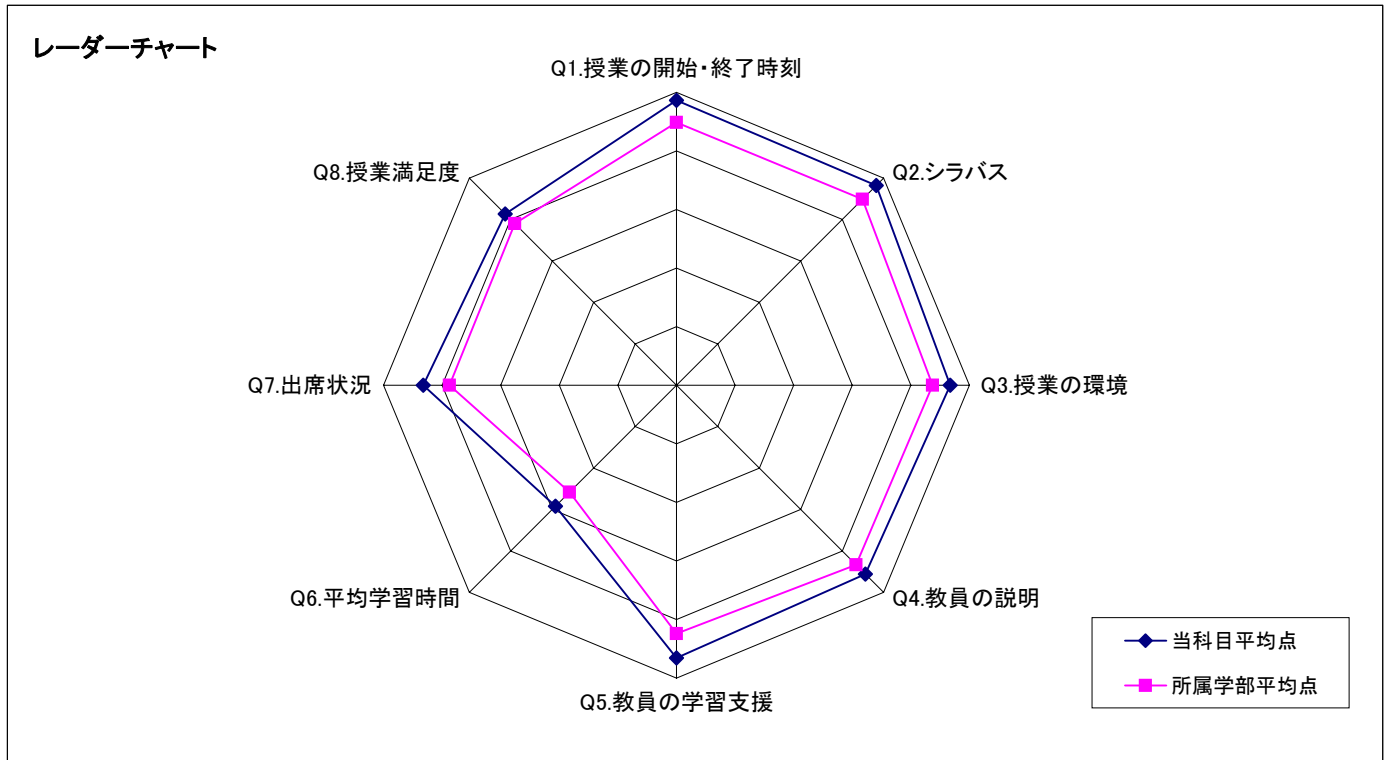 レーダーチャート
Q1.授業の開始・終了時刻
Q2.シラバス
Q3.授業の環境
Q4.教員の説明
Q5.教員の学習支援
Q6.平均学習時間
Q7.出席状況
Q8.授業満足度
当科目平均点
所属学部平均点